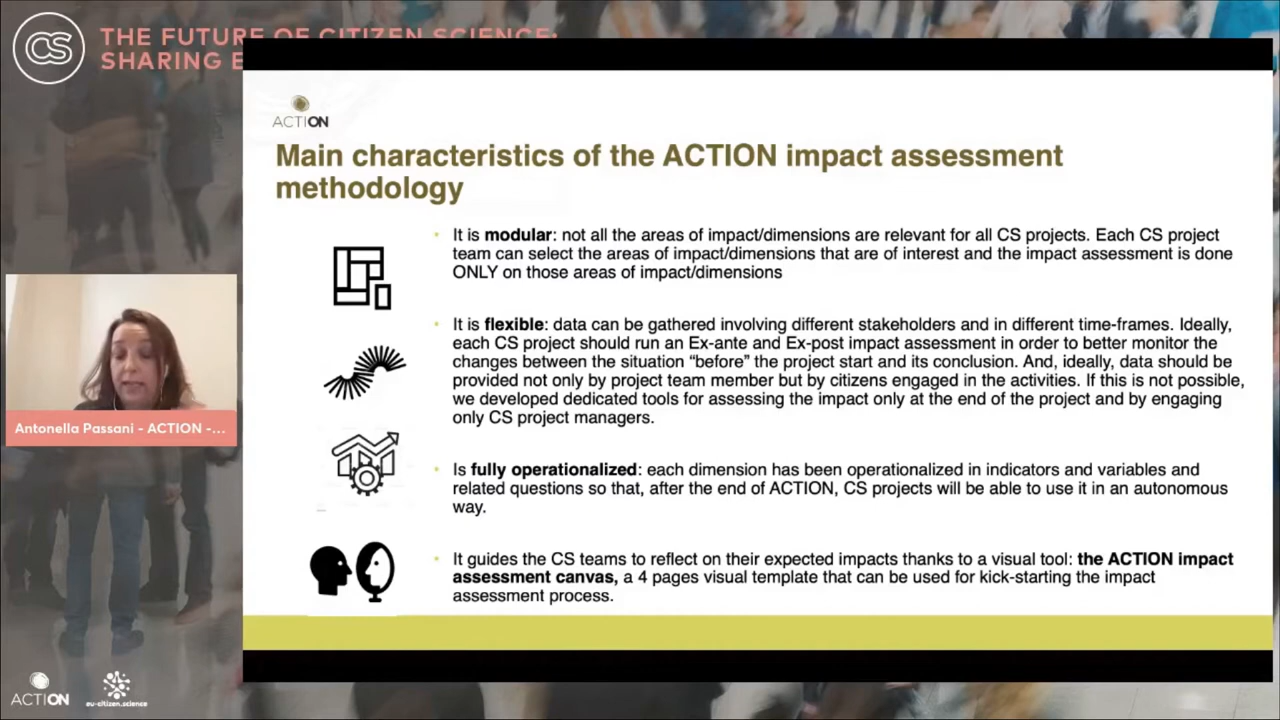 CS
THE FUTURE OF CITIZEN SCIENCE:
SHARING E
ACTION
Main characteristics of the ACTION impact assessment
methodology
• It is modular: not all the areas of impact/dimensions are relevant for all CS projects. Each CS project
team can select the areas of impact/dimensions that are of interest and the impact assessment is done
ONLY on those areas of impact/dimensions
• It is flexible: data can be gathered involving different stakeholders and in different time-frames. Ideally,
each CS project should run an Ex-ante and Ex-post impact assessment in order to better monitor the
changes between the situation “before” the project start and its conclusion. And, ideally, data should be
provided not only by project team member but by citizens engaged in the activities. If this is not possible,
we developed dedicated tools for assessing the impact only at the end of the project and by engaging
only CS project managers.
• Is fully operationalized: each dimension has been operationalized in indicators and variables and
related questions so that, after the end of ACTION, CS projects will be able to use it in an autonomous
way.
• It guides the CS teams to reflect on their expected impacts thanks to a visual tool: the ACTION impact
assessment canvas, a 4 pages visual template that can be used for kick-starting the impact
assessment process.
Antonella Passani - ACTION -...
ACTION
eu-citizen.science